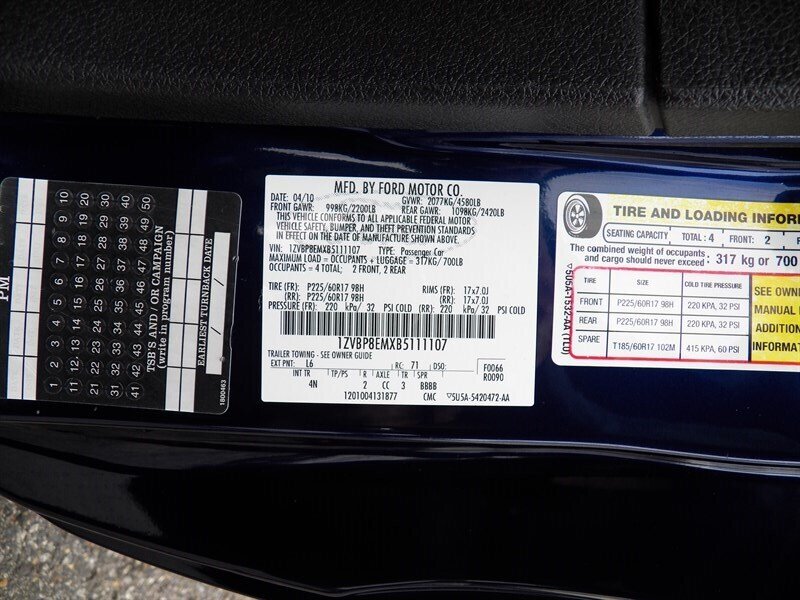 MFD. BY FORD MOTOR CO.
DATE: 04/10 GVWR: 2077KG/4580LB
FRONT GAWR: 998KG/2200LB REAR GAWR: 1098KG/2420LB
THIS VEHICLE CONFORMS TO ALL APPLICABLE FEDERAL MOTOR
VEHICLE SAFETY, BUMPER, AND THEFT PREVENTION STANDARDS
IN EFFECT ON THE DATE OF MANUFACTURE SHOWN ABOVE.
VIN: 1ZVBP8EMXB5111107 TYPE: Passenger Car
MAXIMUM LOAD = OCCUPANTS + LUGGAGE = 317KG/700LB
OCCUPANTS = 4 TOTAL; 2 FRONT, 2 REAR
TIRE (FR): P225/60R17 98H RIMS (FR): 17x7.0J
(RR): P225/60R17 98H (RR): 17x7.0J
PRESSURE (FR): 220 kPa/ 32 PSI COLD (RR): 220 kPa/ 32 PSI COLD
1ZVBP8EMXB5111107
TRAILER TOWING - SEE OWNER GUIDE
EXT PNT: L6 RC: 71 DSO: F0066
R0090
INT TR TP/PS R AXLE TR SPR
4N 2 CC 3 BBBB
1201004131877 CMC ▽5U5A-5420472-AA
PM
10 20 30 40 50
9 19 29 39 49
8 18 28 38 48
7 17 27 37 47
6 16 26 36 46
5 15 25 35 45
4 14 24 34 44
3 13 23 33 43
2 12 22 32 42
1 11 21 31 41
TSB'S AND / OR CAMPAIGN
(write in program number)
EARLIEST TURNBACK DATE
1800463
TIRE AND LOADING INFOR
SEATING CAPACITY TOTAL: 4 FRONT: 2
The combined weight of occupants
and cargo should never exceed 317 kg or 700
TIRE SIZE COLD TIRE PRESSURE
FRONT P225/60R17 98H 220 KPA, 32 PSI
REAR P225/60R17 98H 220 KPA, 32 PSI
SPARE T185/60R17 102M 415 KPA, 60 PSI
SEE OWNE
MANUAL
ADDITION
INFORMAT
▽5U5A-1532-AA (TLU)